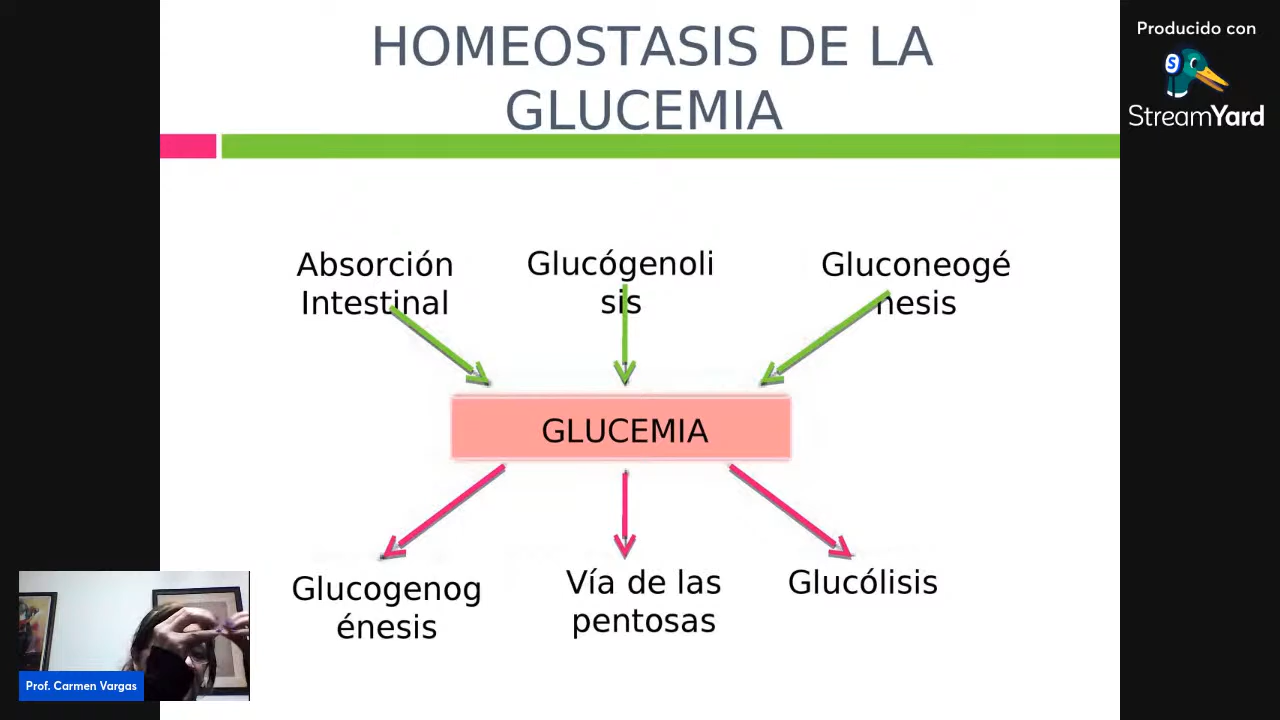 HOMEOSTASIS DE LA
GLUCEMIA
Producido con
StreamYard
Absorción
Intestinal
Glucógenoli
sis
Gluconeogé
nesis
GLUCEMIA
Glucogenog
énesis
Vía de las
pentosas
Glucólisis
Prof. Carmen Vargas